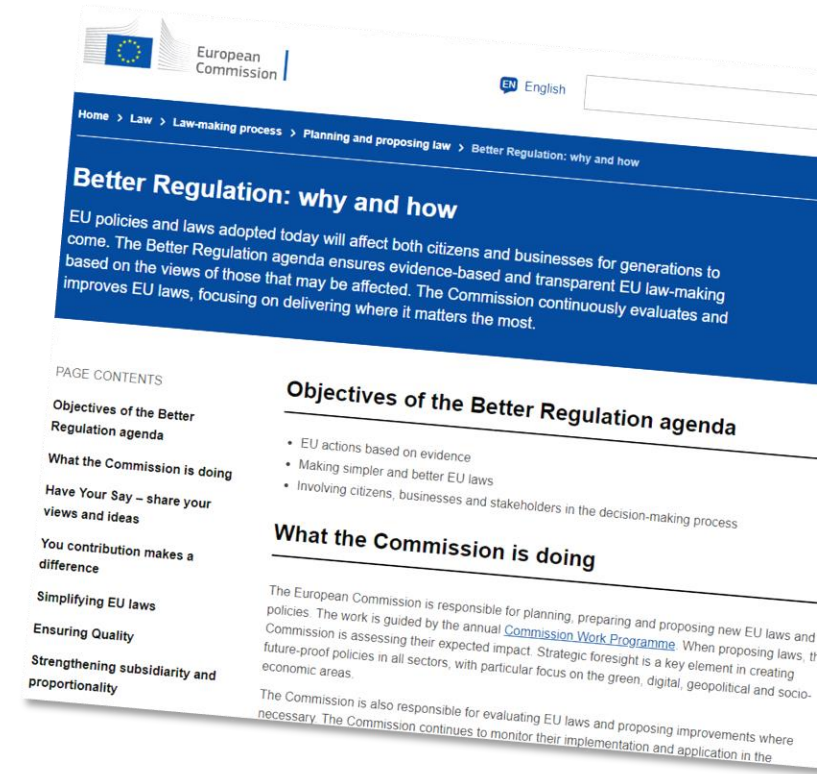 European
Commission
EN English
Home > Law > Law-making process > Planning and proposing law > Better Regulation: why and how
Better Regulation: why and how
EU policies and laws adopted today will affect both citizens and businesses for generations to
come. The Better Regulation agenda ensures evidence-based and transparent EU law-making
based on the views of those that may be affected. The Commission continuously evaluates and
improves EU laws, focusing on delivering where it matters the most.
PAGE CONTENTS
Objectives of the Better
Regulation agenda
What the Commission is doing
Have Your Say – share your
views and ideas
You contribution makes a
difference
Simplifying EU laws
Ensuring Quality
Strengthening subsidiarity and
proportionality
Objectives of the Better Regulation agenda
• EU actions based on evidence
• Making simpler and better EU laws
• Involving citizens, businesses and stakeholders in the decision-making process
What the Commission is doing
The European Commission is responsible for planning, preparing and proposing new EU laws and
policies. The work is guided by the annual Commission Work Programme. When proposing laws, th
Commission is assessing their expected impact. Strategic foresight is a key element in creating
future-proof policies in all sectors, with particular focus on the green, digital, geopolitical and socio-
economic areas.
The Commission is also responsible for evaluating EU laws and proposing improvements where
necessary. The Commission continues to monitor their implementation and application in the